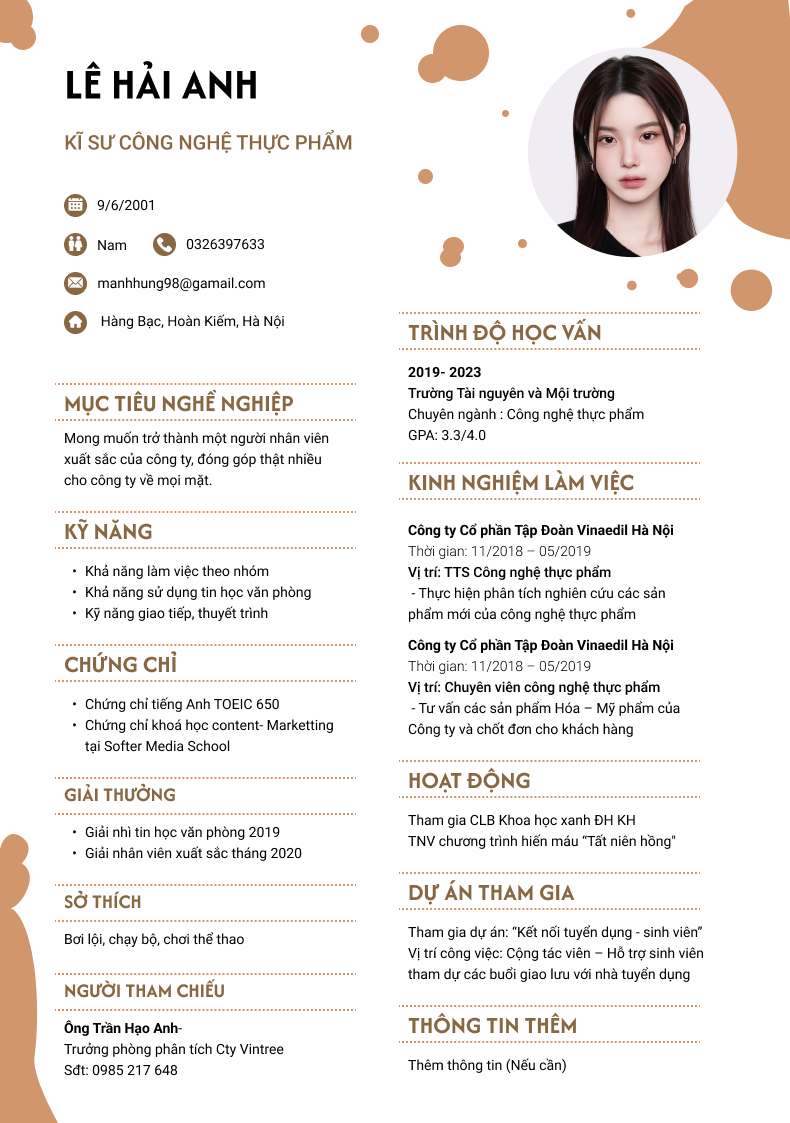 LÊ HẢI ANH
KĨ SƯ CÔNG NGHỆ THỰC PHẨM
9/6/2001
Nam 0326397633
manhhung98@gamail.com
Hàng Bạc, Hoàn Kiếm, Hà Nội
MỤC TIÊU NGHỀ NGHIỆP
Mong muốn trở thành một người nhân viên
xuất sắc của công ty, đóng góp thật nhiều
cho công ty về mọi mặt.
KỸ NĂNG
• Khả năng làm việc theo nhóm
• Khả năng sử dụng tin học văn phòng
• Kỹ năng giao tiếp, thuyết trình
CHỨNG CHỈ
• Chứng chỉ tiếng Anh TOEIC 650
• Chứng chỉ khoá học content- Marketting
tại Softer Media School
GIẢI THƯỞNG
• Giải nhì tin học văn phòng 2019
• Giải nhân viên xuất sắc tháng 2020
SỞ THÍCH
Bơi lội, chạy bộ, chơi thể thao
NGƯỜI THAM CHIẾU
Ông Trần Hạo Anh-
Trưởng phòng phân tích Cty Vintree
Sđt: 0985 217 648
TRÌNH ĐỘ HỌC VẤN
2019- 2023
Trường Tài nguyên và Mội trường
Chuyên ngành : Công nghệ thực phẩm
GPA: 3.3/4.0
KINH NGHIỆM LÀM VIỆC
Công ty Cổ phần Tập Đoàn Vinaedil Hà Nội
Thời gian: 11/2018 – 05/2019
Vị trí: TTS Công nghệ thực phẩm
- Thực hiện phân tích nghiên cứu các sản
phẩm mới của công nghệ thực phẩm
Công ty Cổ phần Tập Đoàn Vinaedil Hà Nội
Thời gian: 11/2018 – 05/2019
Vị trí: Chuyên viên công nghệ thực phẩm
- Tư vấn các sản phẩm Hóa – Mỹ phẩm của
Công ty và chốt đơn cho khách hàng
HOẠT ĐỘNG
Tham gia CLB Khoa học xanh ĐH KH
TNV chương trình hiến máu “Tất niên hồng"
DỰ ÁN THAM GIA
Tham gia dự án: “Kết nối tuyển dụng - sinh viên”
Vị trí công việc: Cộng tác viên – Hỗ trợ sinh viên
tham dự các buổi giao lưu với nhà tuyển dụng
THÔNG TIN THÊM
Thêm thông tin (Nếu cần)